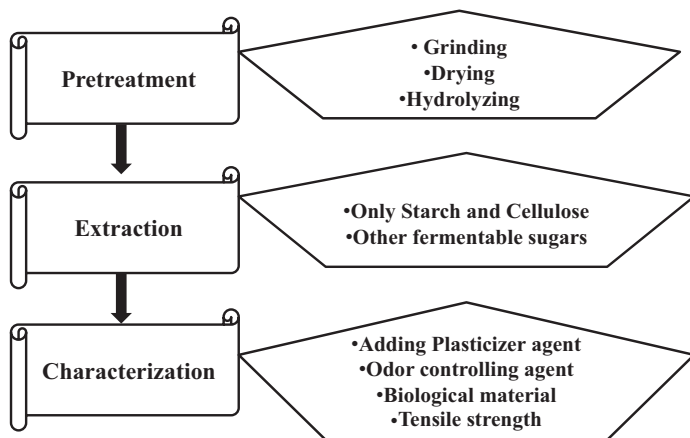 Pretreatment
• Grinding
•Drying
•Hydrolyzing
Extraction
•Only Starch and Cellulose
•Other fermentable sugars
Characterization
•Adding Plasticizer agent
•Odor controlling agent
•Biological material
•Tensile strength